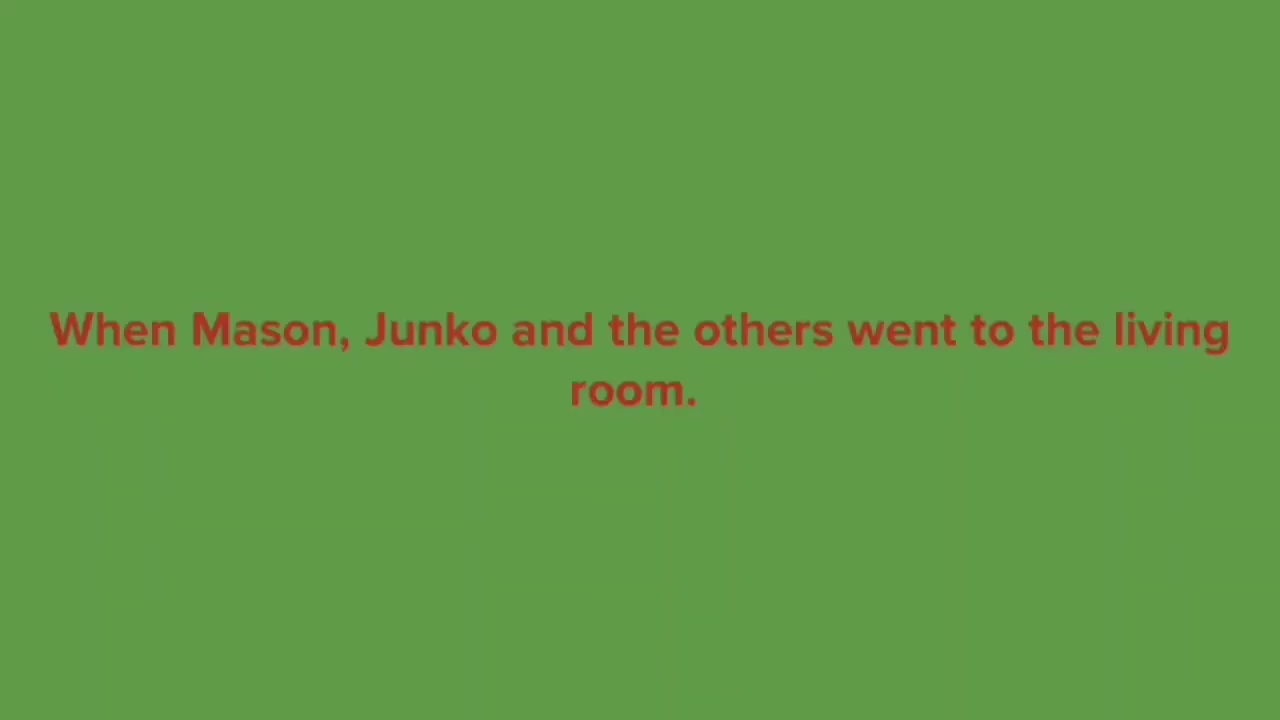 When Mason, Junko and the others went to the living
room.